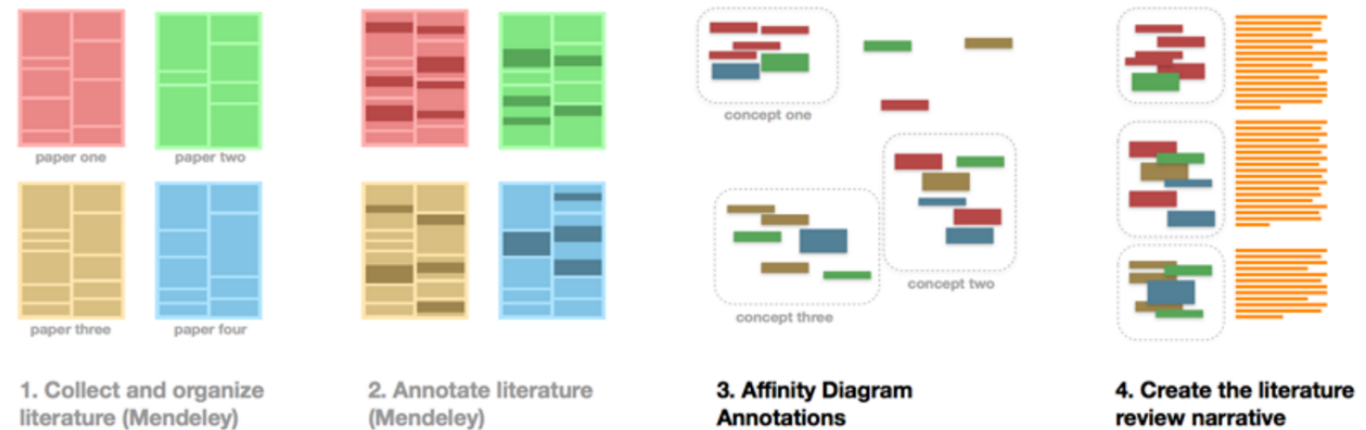 paper one
paper two
paper three
paper four
1. Collect and organize
literature (Mendeley)
2. Annotate literature
(Mendeley)
concept one
concept two
concept three
3. Affinity Diagram
Annotations
4. Create the literature
review narrative